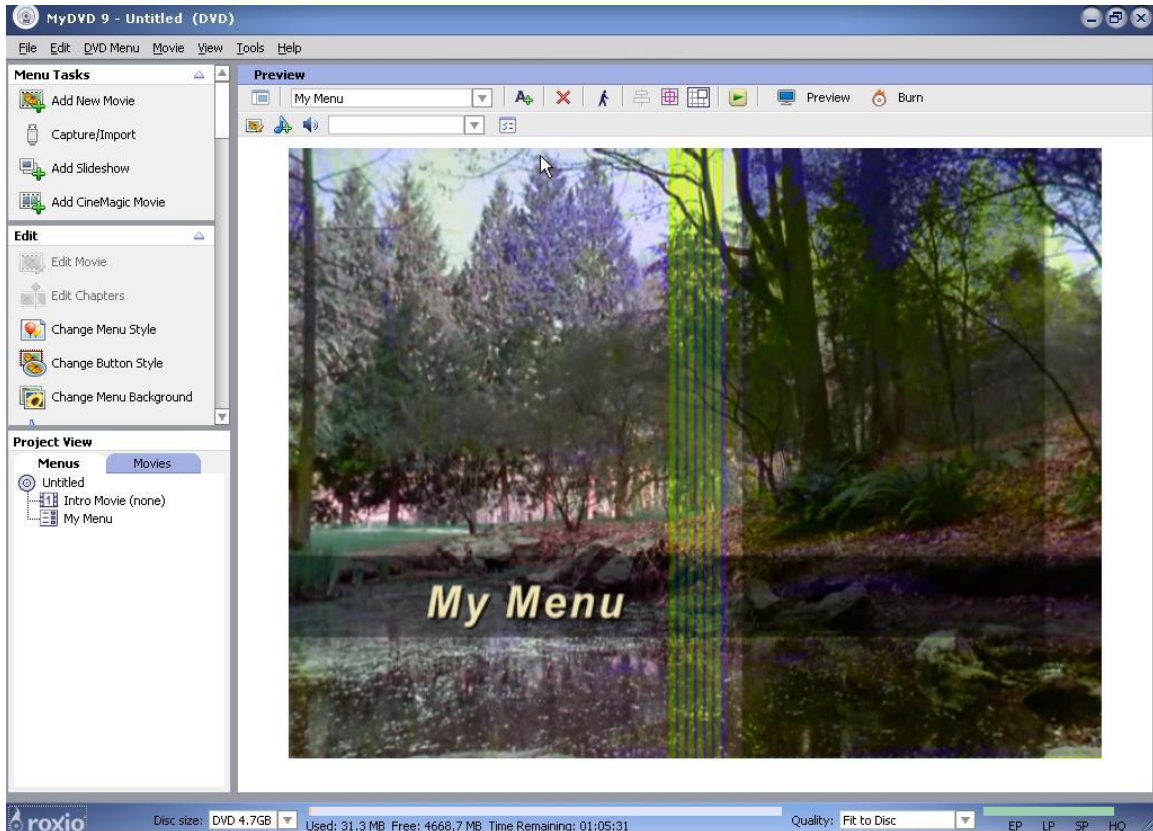 MyDVD 9 - Untitled (DVD)
File Edit DVD Menu Movie View Tools Help
Menu Tasks
Add New Movie
Capture/Import
Add Slideshow
Add CineMagic Movie
Edit
Edit Movie
Edit Chapters
Change Menu Style
Change Button Style
Change Menu Background
Project View
Menus Movies
Untitled
Intro Movie (none)
My Menu
Preview
My Menu Preview Burn
My Menu
roxio Disc size: DVD 4.7GB Used: 31.3 MB Free: 4668.7 MB Time Remaining: 01:05:31 Quality: Fit to Disc EP LP SP HQ